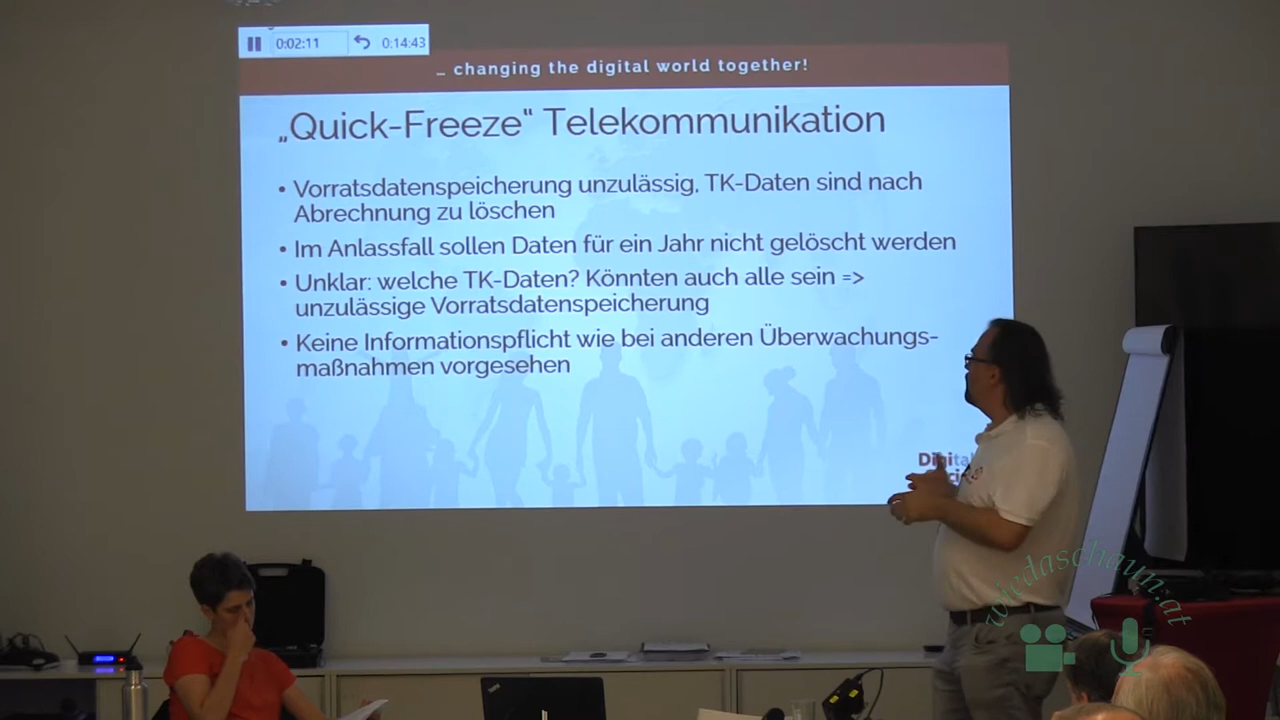 0:02:11 0:14:43
… changing the digital world together!
„Quick-Freeze“ Telekommunikation
• Vorratsdatenspeicherung unzulässig, TK-Daten sind nach
Abrechnung zu löschen
• Im Anlassfall sollen Daten für ein Jahr nicht gelöscht werden
• Unklar: welche TK-Daten? Könnten auch alle sein =>
unzulässige Vorratsdatenspeicherung
• Keine Informationspflicht wie bei anderen Überwachungs-
maßnahmen vorgesehen
Digital
wiedaschaun.at